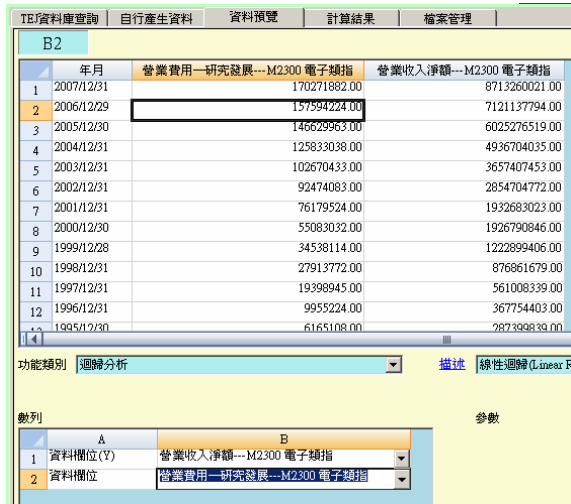 TEJ資料庫查詢 自行產生資料 資料預覽 計算結果 檔案管理
B2
年月 營業費用—研究發展---M2300 電子類指 營業收入淨額---M2300 電子類指
1 2007/12/31 170271882.00 8713260021.00
2 2006/12/29 157594224.00 7121137794.00
3 2005/12/30 146629963.00 6025276519.00
4 2004/12/31 125833038.00 4936704035.00
5 2003/12/31 102670433.00 3657407453.00
6 2002/12/31 92474083.00 2854704772.00
7 2001/12/31 76179524.00 1932683023.00
8 2000/12/30 55083032.00 1926790846.00
9 1999/12/28 34538114.00 1222899406.00
10 1998/12/31 27913772.00 876861679.00
11 1997/12/31 19398945.00 561008339.00
12 1996/12/31 9955224.00 367754403.00
13 1995/12/30 6165108.00 287399839.00
功能類別 迴歸分析 描述 線性迴歸(Linear R
數列 參數
A B
1 資料欄位(Y) 營業收入淨額---M2300 電子類指
2 資料欄位 營業費用—研究發展---M2300 電子類指